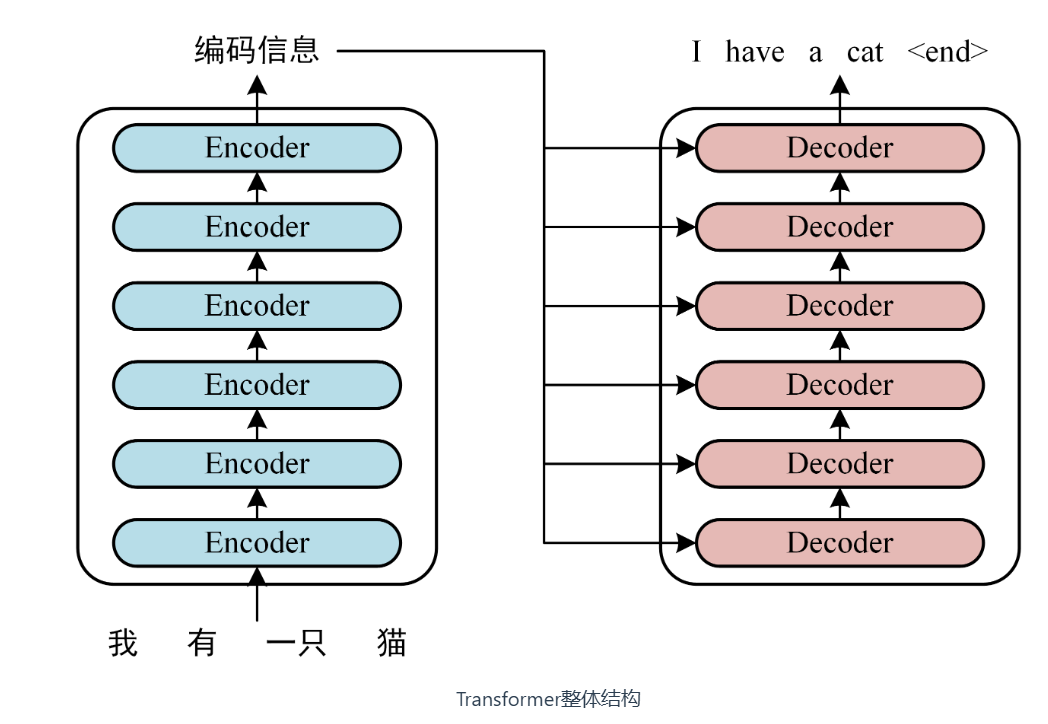 编码信息
I have a cat <end>
Encoder
Decoder
Encoder
Decoder
Encoder
Decoder
Encoder
Decoder
Encoder
Decoder
Encoder
Decoder
我 有 一只 猫
Transformer整体结构